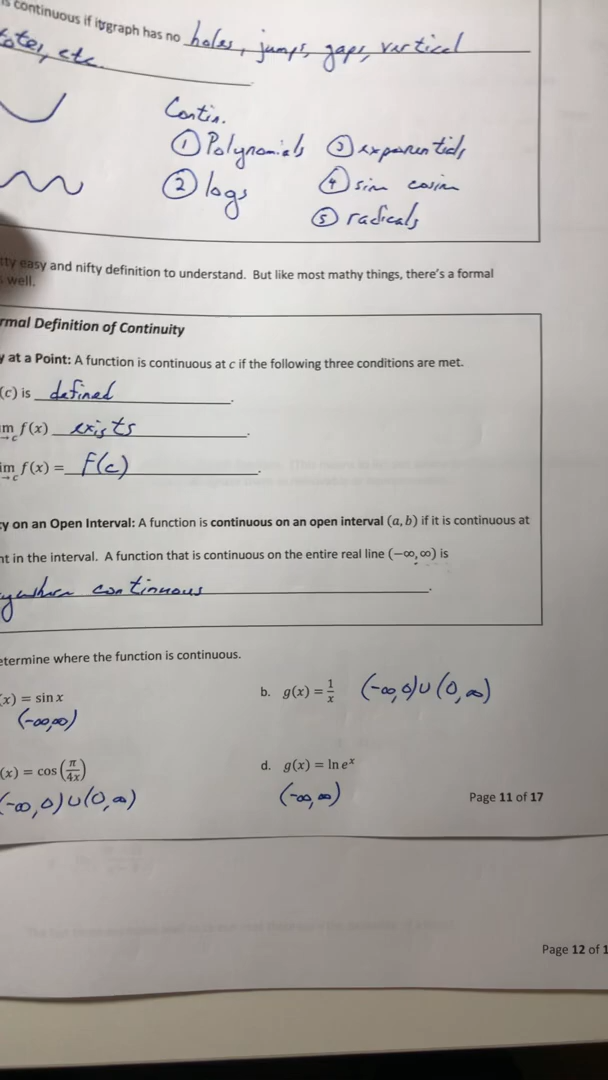 is continuous if its graph has no holes, jumps, gaps, vertical
etc.
Contin.
① Polynomials ③ exponentials
② logs ④ sine cosine
⑤ radicals
tty easy and nifty definition to understand. But like most mathy things, there's a formal
well.
rmal Definition of Continuity
y at a Point: A function is continuous at c if the following three conditions are met.
(c) is defined.
im f(x) exists.
→c
im f(x) = f(c).
→c
y on an Open Interval: A function is continuous on an open interval (a, b) if it is continuous at
nt in the interval. A function that is continuous on the entire real line (−∞, ∞) is
ywhere continuous.
etermine where the function is continuous.
(x) = sin x b. g(x) = 1/x (-∞,0)∪(0,∞)
(-∞,∞)
(x) = cos(π/4x) d. g(x) = ln eˣ
(-∞,0)∪(0,∞) (-∞,∞)
Page 11 of 17
Page 12 of 1